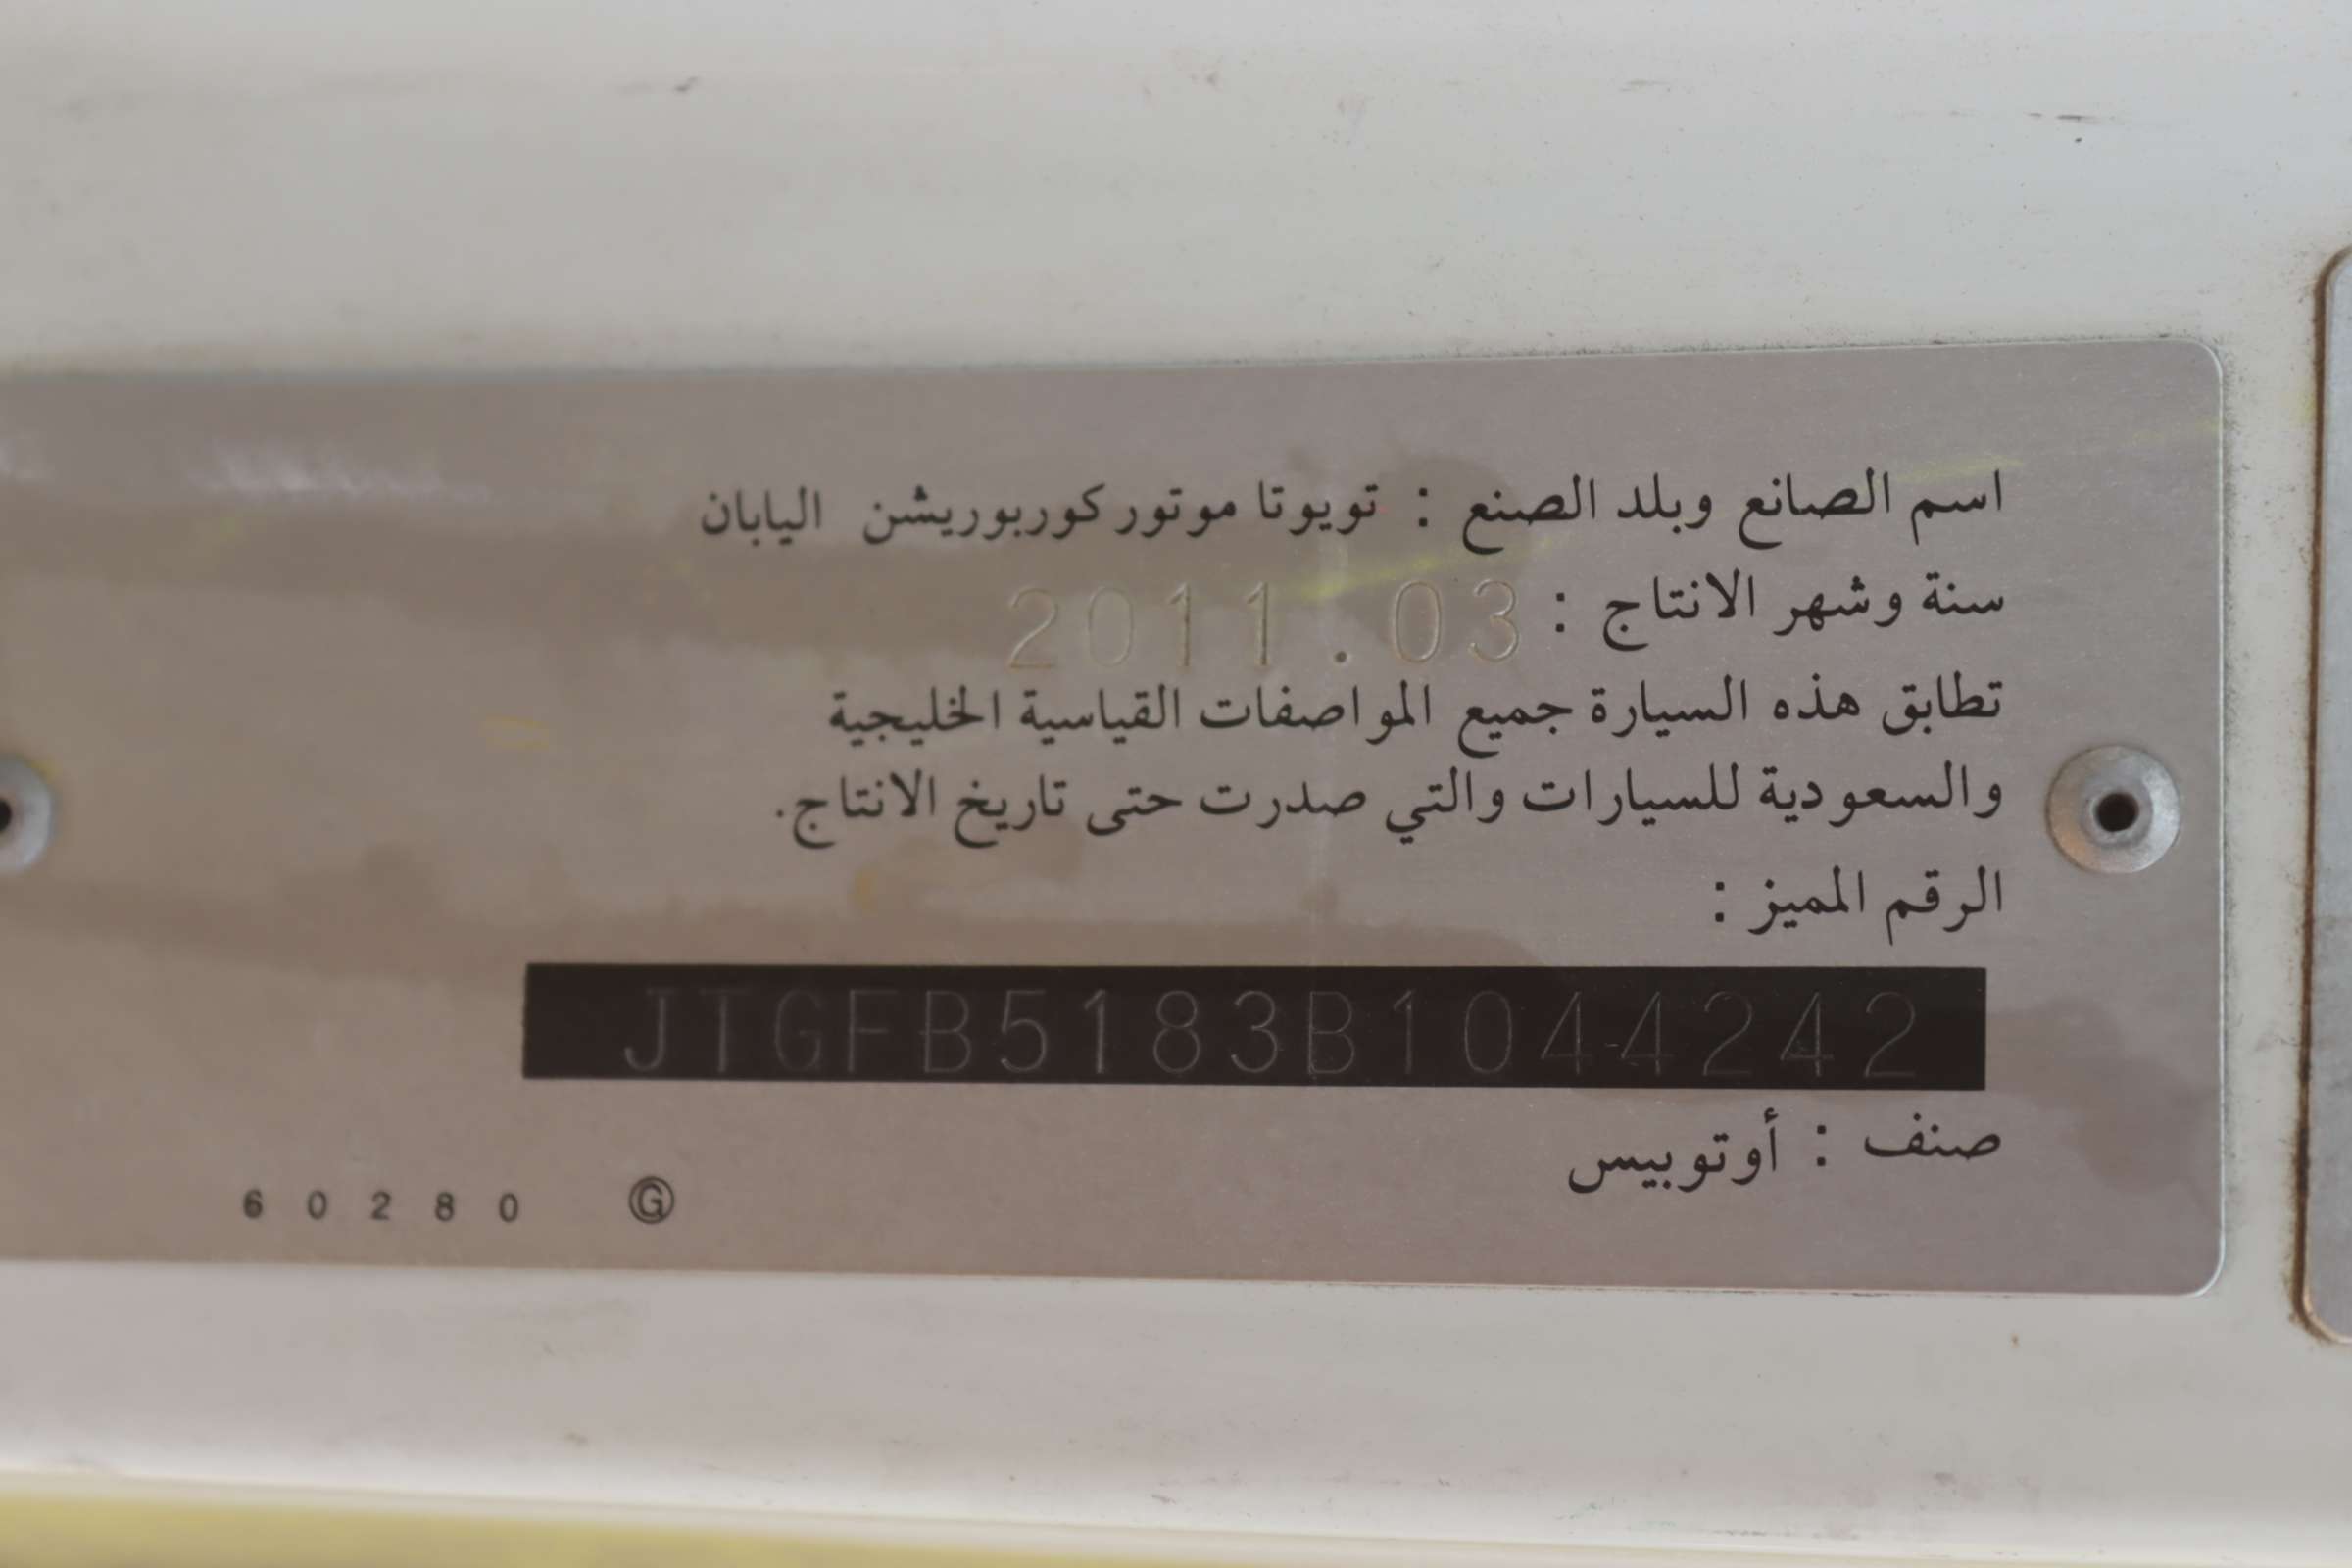 اسم الصانع وبلد الصنع : تويوتا موتور كوربوريشن اليابان
سنة وشهر الانتاج : 2011.03
تطابق هذه السيارة جميع المواصفات القياسية الخليجية
والسعودية للسيارات والتي صدرت حتى تاريخ الانتاج.
الرقم المميز :
JTGFB5183B1044242
صنف : أوتوبيس
60280 Ⓖ